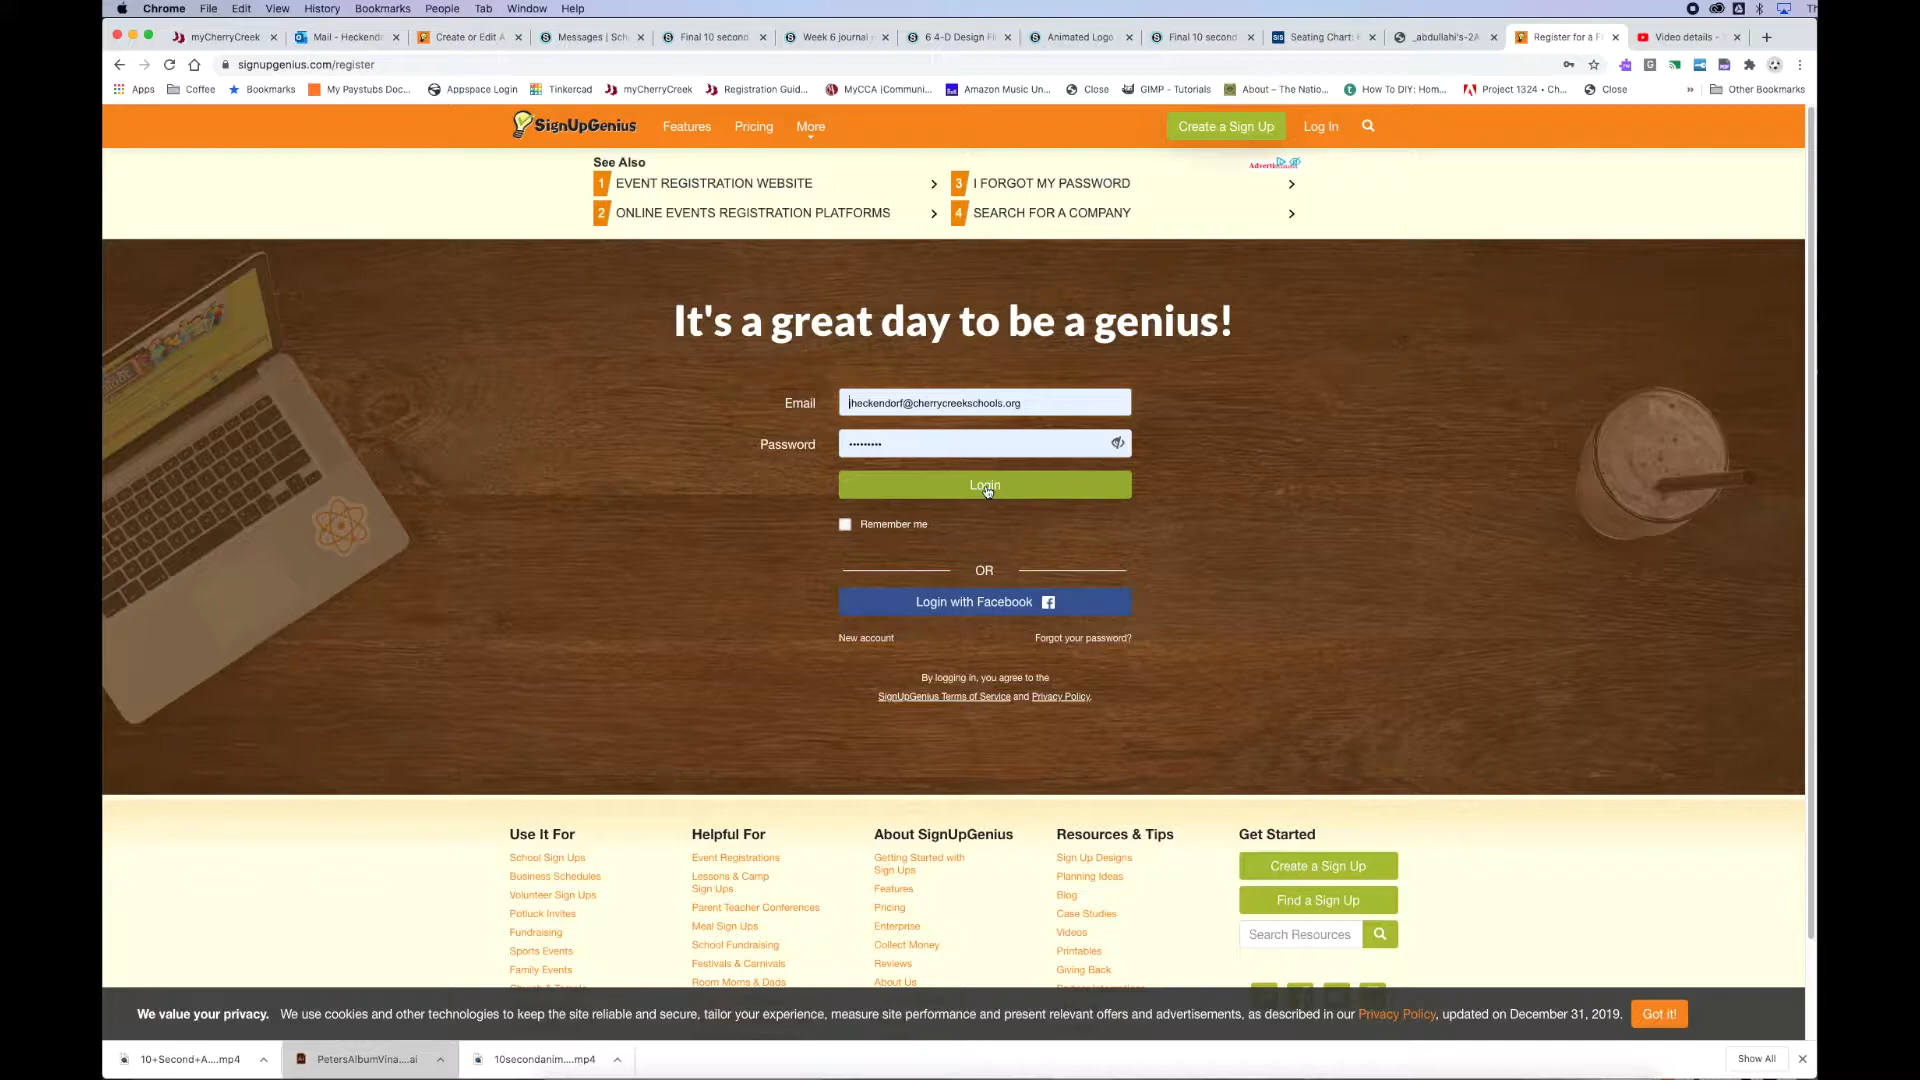 Chrome File Edit View History Bookmarks People Tab Window Help Th
myCherryCreek Mail - Heckend Create or Edit A Messages | Sch Final 10 second Week 6 journal 6 4-D Design Fi Animated Logo Final 10 second Seating Chart: _abdullahi's-2A Register for a F Video details -
signupgenius.com/register
Apps Coffee Bookmarks My Paystubs Doc... Appspace Login Tinkercad myCherryCreek Registration Guid... MyCCA |Communi... Amazon Music Un... Close GIMP - Tutorials About – The Natio... How To DIY: Hom... Project 1324 • Ch... Close » Other Bookmarks
SignUpGenius Features Pricing More Create a Sign Up Log In
See Also
1 EVENT REGISTRATION WEBSITE 3 I FORGOT MY PASSWORD
2 ONLINE EVENTS REGISTRATION PLATFORMS 4 SEARCH FOR A COMPANY
It's a great day to be a genius!
Email heckendorf@cherrycreekschools.org
Password •••••••••
Login
Remember me
OR
Login with Facebook
New account Forgot your password?
By logging in, you agree to the
SignUpGenius Terms of Service and Privacy Policy.
Use It For
School Sign Ups
Business Schedules
Volunteer Sign Ups
Potluck Invites
Fundraising
Sports Events
Family Events
Helpful For
Event Registrations
Lessons & Camp
Sign Ups
Parent Teacher Conferences
Meal Sign Ups
School Fundraising
Festivals & Carnivals
Room Moms & Dads
About SignUpGenius
Getting Started with
Sign Ups
Features
Pricing
Enterprise
Collect Money
Reviews
About Us
Resources & Tips
Sign Up Designs
Planning Ideas
Blog
Case Studies
Videos
Printables
Giving Back
Get Started
Create a Sign Up
Find a Sign Up
Search Resources
We value your privacy. We use cookies and other technologies to keep the site reliable and secure, tailor your experience, measure site performance and present relevant offers and advertisements, as described in our Privacy Policy, updated on December 31, 2019. Got it!
10+Second+A....mp4 PetersAlbumVina....ai 10secondanim....mp4 Show All